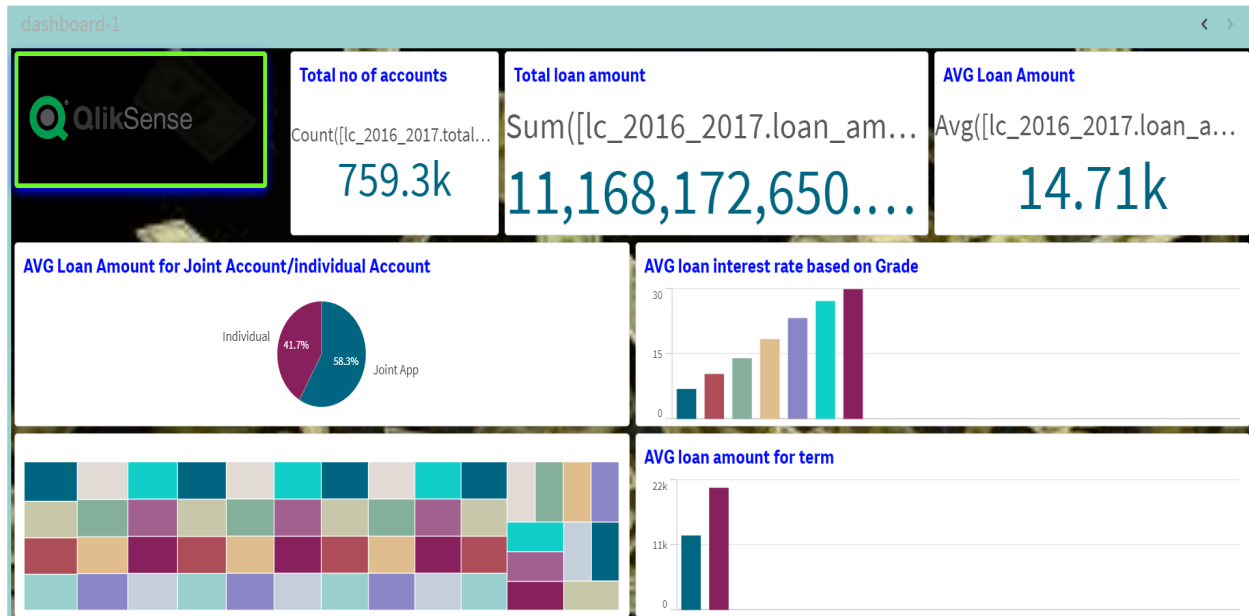 dashboard-1
QlikSense
Total no of accounts
Count([lc_2016_2017.total...
759.3k
Total loan amount
Sum([lc_2016_2017.loan_am...
11,168,172,650....
AVG Loan Amount
Avg([lc_2016_2017.loan_a...
14.71k
AVG Loan Amount for Joint Account/individual Account
Individual
41.7%
58.3%
Joint App
AVG loan interest rate based on Grade
30
15
0
AVG loan amount for term
22k
11k
0